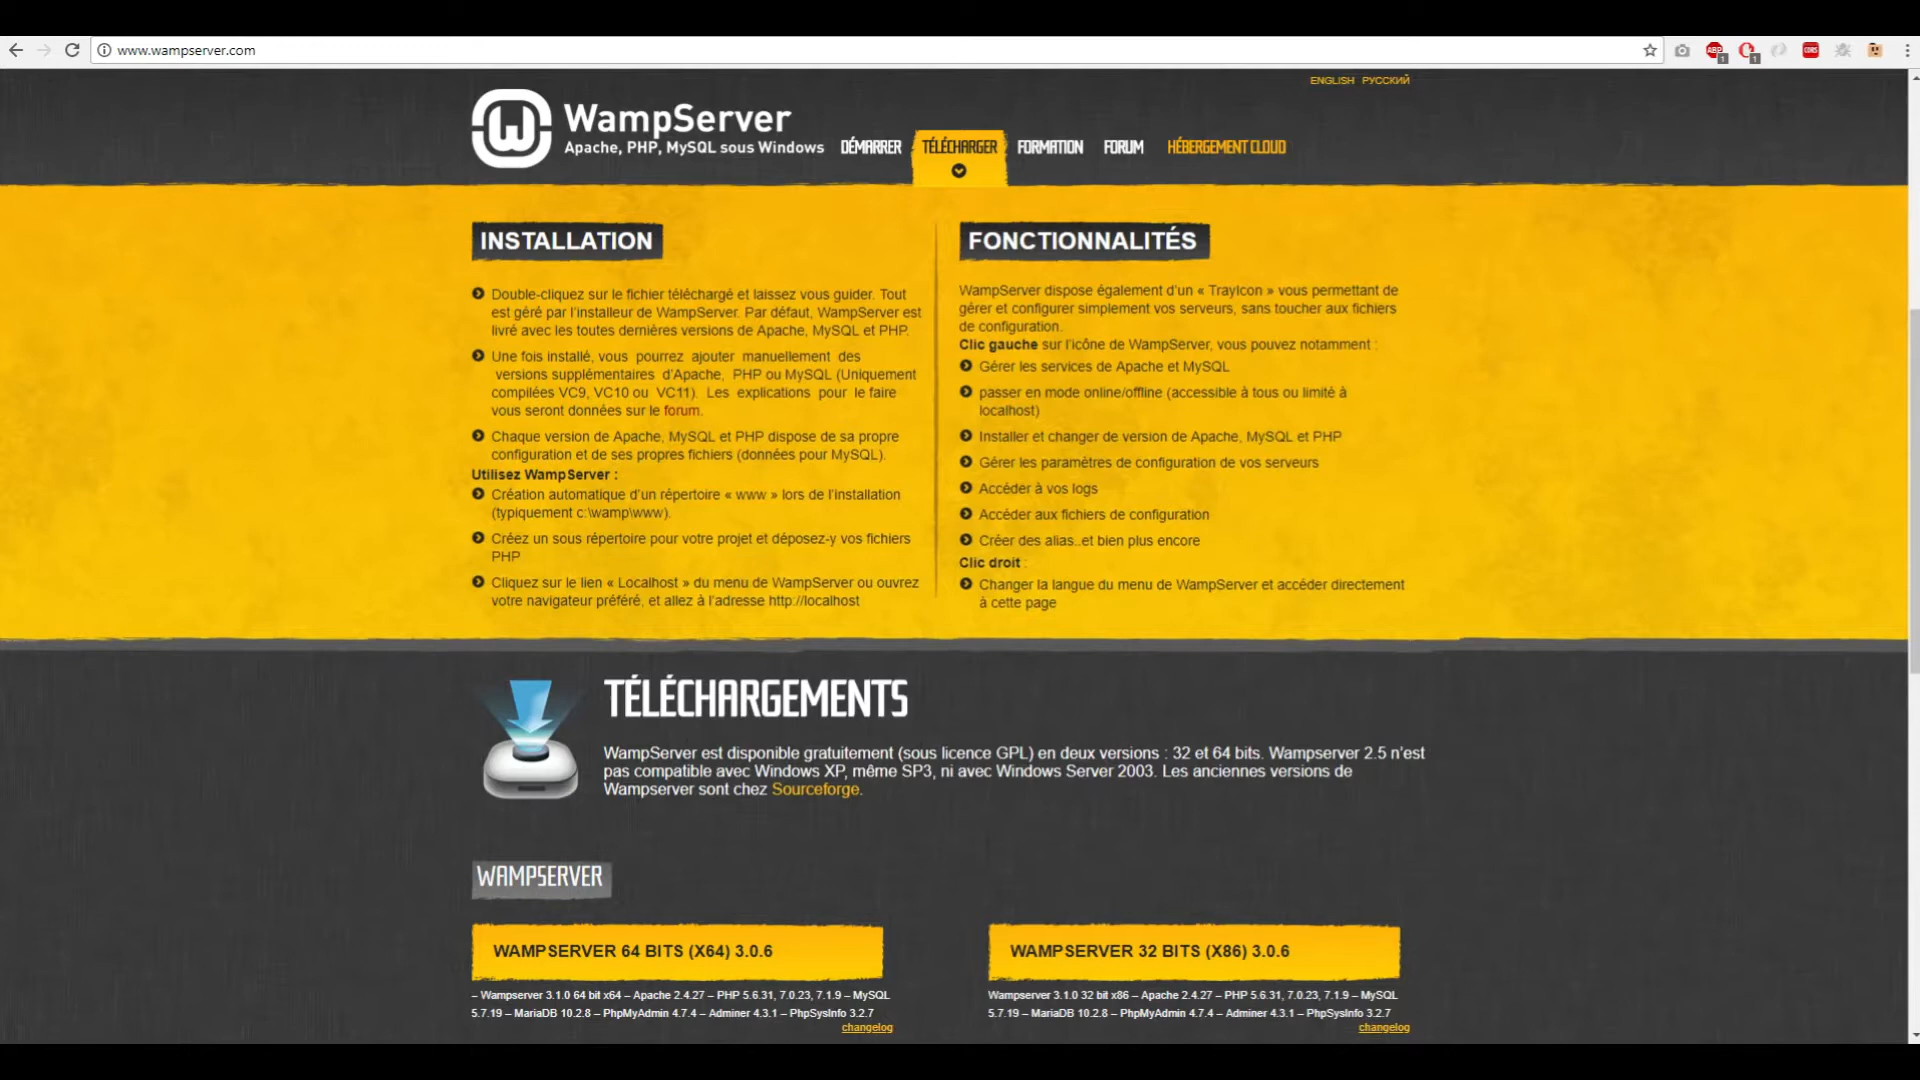 www.wampserver.com
ENGLISH РУССКИЙ
WampServer
Apache, PHP, MySQL sous Windows
DÉMARRER TÉLÉCHARGER FORMATION FORUM HÉBERGEMENT CLOUD
INSTALLATION
Double-cliquez sur le fichier téléchargé et laissez vous guider. Tout
est géré par l'installeur de WampServer. Par défaut, WampServer est
livré avec les toutes dernières versions de Apache, MySQL et PHP.
Une fois installé, vous pourrez ajouter manuellement des
versions supplémentaires d'Apache, PHP ou MySQL (Uniquement
compilées VC9, VC10 ou VC11). Les explications pour le faire
vous seront données sur le forum.
Chaque version de Apache, MySQL et PHP dispose de sa propre
configuration et de ses propres fichiers (données pour MySQL).
Utilisez WampServer :
Création automatique d'un répertoire « www » lors de l'installation
(typiquement c:\wamp\www).
Créez un sous répertoire pour votre projet et déposez-y vos fichiers
PHP
Cliquez sur le lien « Localhost » du menu de WampServer ou ouvrez
votre navigateur préféré, et allez à l'adresse http://localhost
FONCTIONNALITÉS
WampServer dispose également d'un « TrayIcon » vous permettant de
gérer et configurer simplement vos serveurs, sans toucher aux fichiers
de configuration.
Clic gauche sur l'icône de WampServer, vous pouvez notamment :
Gérer les services de Apache et MySQL
passer en mode online/offline (accessible à tous ou limité à
localhost)
Installer et changer de version de Apache, MySQL et PHP
Gérer les paramètres de configuration de vos serveurs
Accéder à vos logs
Accéder aux fichiers de configuration
Créer des alias..et bien plus encore
Clic droit :
Changer la langue du menu de WampServer et accéder directement
à cette page
TÉLÉCHARGEMENTS
WampServer est disponible gratuitement (sous licence GPL) en deux versions : 32 et 64 bits. Wampserver 2.5 n'est
pas compatible avec Windows XP, même SP3, ni avec Windows Server 2003. Les anciennes versions de
Wampserver sont chez Sourceforge.
WAMPSERVER
WAMPSERVER 64 BITS (X64) 3.0.6
– Wampserver 3.1.0 64 bit x64 – Apache 2.4.27 – PHP 5.6.31, 7.0.23, 7.1.9 – MySQL
5.7.19 – MariaDB 10.2.8 – PhpMyAdmin 4.7.4 – Adminer 4.3.1 – PhpSysInfo 3.2.7
changelog
WAMPSERVER 32 BITS (X86) 3.0.6
Wampserver 3.1.0 32 bit x86 – Apache 2.4.27 – PHP 5.6.31, 7.0.23, 7.1.9 – MySQL
5.7.19 – MariaDB 10.2.8 – PhpMyAdmin 4.7.4 – Adminer 4.3.1 – PhpSysInfo 3.2.7
changelog